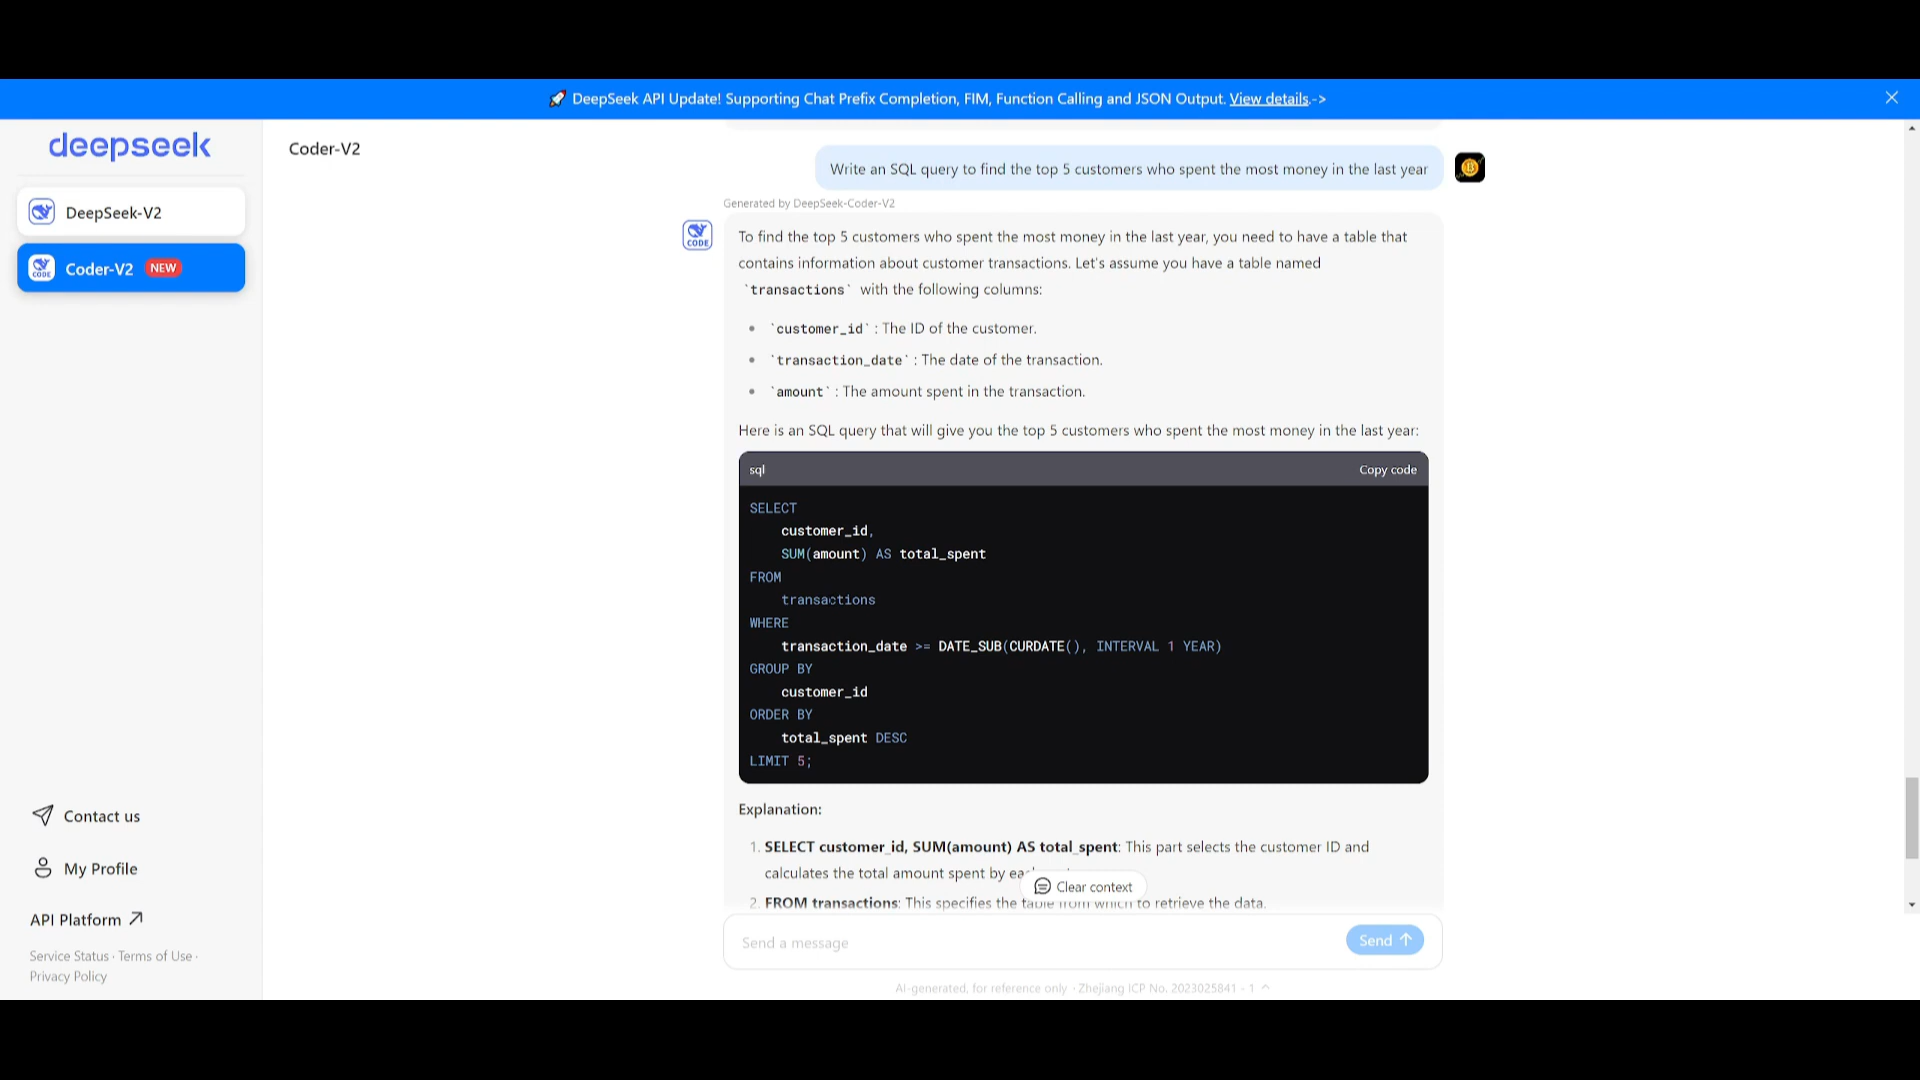 DeepSeek API Update! Supporting Chat Prefix Completion, FIM, Function Calling and JSON Output. View details.->
deepseek
DeepSeek-V2
Coder-V2 NEW
Contact us
My Profile
API Platform
Service Status · Terms of Use ·
Privacy Policy
Coder-V2
Write an SQL query to find the top 5 customers who spent the most money in the last year
Generated by DeepSeek-Coder-V2
CODE
To find the top 5 customers who spent the most money in the last year, you need to have a table that
contains information about customer transactions. Let's assume you have a table named
`transactions` with the following columns:
• `customer_id` : The ID of the customer.
• `transaction_date` : The date of the transaction.
• `amount` : The amount spent in the transaction.
Here is an SQL query that will give you the top 5 customers who spent the most money in the last year:
sql Copy code
SELECT
customer_id,
SUM(amount) AS total_spent
FROM
transactions
WHERE
transaction_date >= DATE_SUB(CURDATE(), INTERVAL 1 YEAR)
GROUP BY
customer_id
ORDER BY
total_spent DESC
LIMIT 5;
Explanation:
1. SELECT customer_id, SUM(amount) AS total_spent: This part selects the customer ID and
calculates the total amount spent by
Clear context
2. FROM transactions: This specifies the table from which to retrieve the data.
Send a message
Send
AI-generated, for reference only · Zhejiang ICP No. 2023025841 - 1